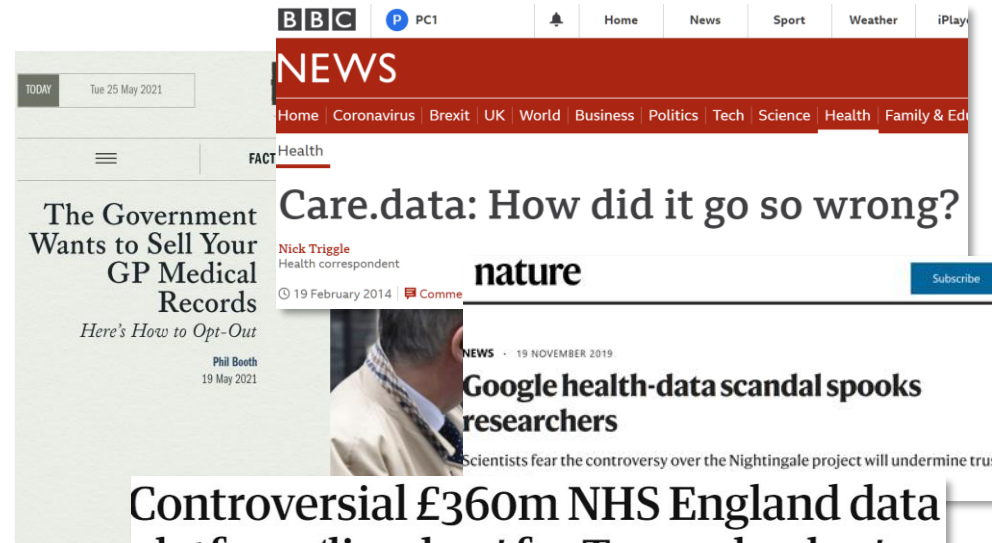 BBC
P PC1
Home
News
Sport
Weather
iPlay
NEWS
Home
Coronavirus
Brexit
UK
World
Business
Politics
Tech
Science
Health
Family & Ed
Health
Care.data: How did it go so wrong?
Nick Triggle
Health correspondent
19 February 2014
Comme
TODAY
Tue 25 May 2021
FACT
The Government
Wants to Sell Your
GP Medical
Records
Here's How to Opt-Out
Phil Booth
19 May 2021
nature
Subscribe
NEWS · 19 NOVEMBER 2019
Google health-data scandal spooks
researchers
Scientists fear the controversy over the Nightingale project will undermine trus
Controversial £360m NHS England data